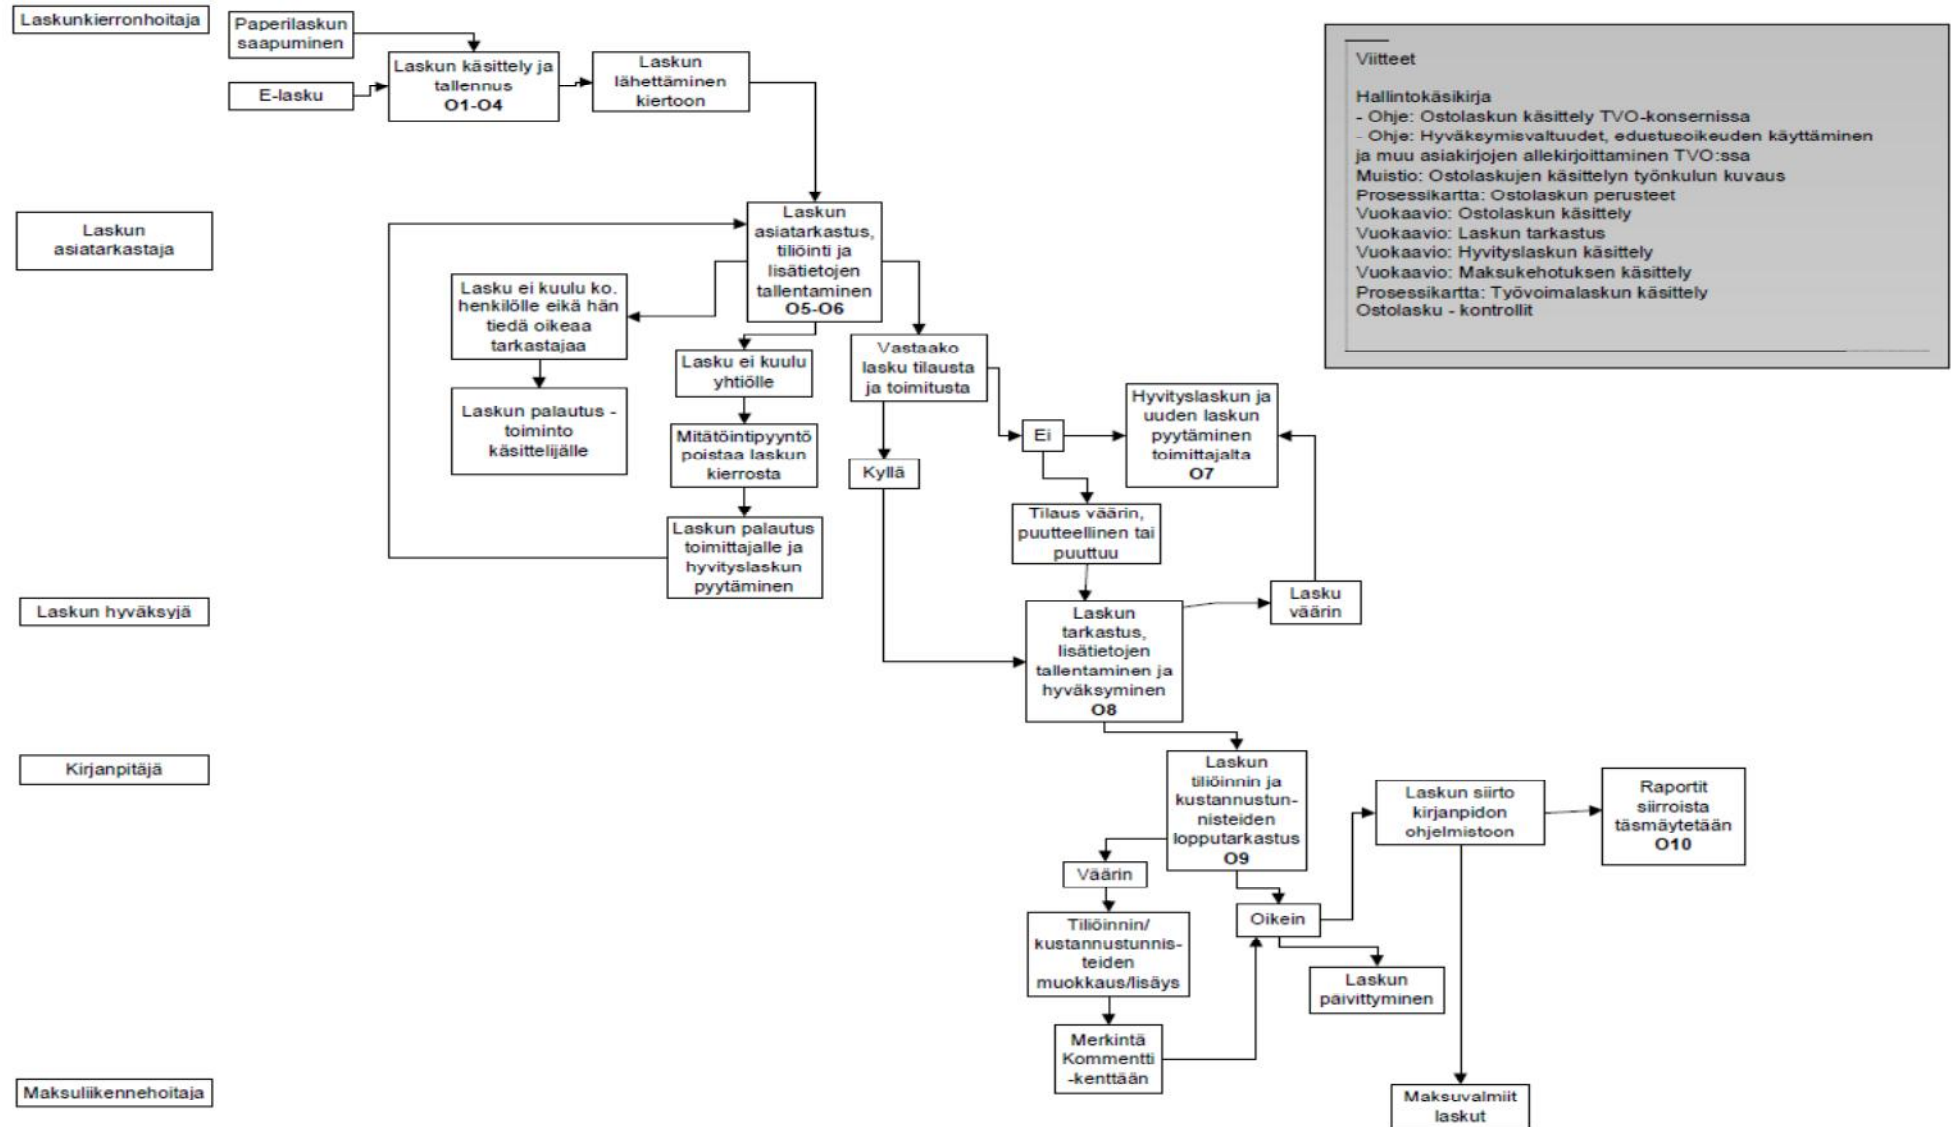 Laskunkierronhoitaja
Paperilaskun
saapuminen
E-lasku
Laskun käsittely ja
tallennus
O1-O4
Laskun
lähettäminen
kiertoon
Viitteet
Hallintokäsikirja
- Ohje: Ostolaskun käsittely TVO-konsernissa
- Ohje: Hyväksymisvaltuudet, edustusoikeuden käyttäminen
ja muu asiakirjojen allekirjoittaminen TVO:ssa
Muistio: Ostolaskujen käsittelyn työnkulun kuvaus
Prosessikartta: Ostolaskun perusteet
Vuokaavio: Ostolaskun käsittely
Vuokaavio: Laskun tarkastus
Vuokaavio: Hyvityslaskun käsittely
Vuokaavio: Maksukehotuksen käsittely
Prosessikartta: Työvoimalaskun käsittely
Ostolasku - kontrollit
Laskun
asiatarkastaja
Laskun
asiatarkastus,
tiliöinti ja
lisätietojen
tallentaminen
O5-O6
Lasku ei kuulu ko.
henkilölle eikä hän
tiedä oikeaa
tarkastajaa
Laskun palautus -
toiminto
käsittelijälle
Lasku ei kuulu
yhtiölle
Mitätöintipyyntö
poistaa laskun
kierrosta
Laskun palautus
toimittajalle ja
hyvityslaskun
pyytäminen
Vastaako
lasku tilausta
ja toimitusta
Kyllä
Ei
Hyvityslaskun ja
uuden laskun
pyytäminen
toimittajalta
O7
Tilaus väärin,
puutteellinen tai
puuttuu
Laskun hyväksyjä
Laskun
tarkastus,
lisätietojen
tallentaminen ja
hyväksyminen
O8
Lasku
väärin
Kirjanpitäjä
Laskun
tiliöinnin ja
kustannustun-
nisteiden
lopputarkastus
O9
Laskun siirto
kirjanpidon
ohjelmistoon
Raportit
siirroista
täsmäytetään
O10
Väärin
Tiliöinnin/
kustannustunnis-
teiden
muokkaus/lisäys
Oikein
Laskun
päivittyminen
Merkintä
Kommentti
-kenttään
Maksuliikennehoitaja
Maksuvalmiit
laskut